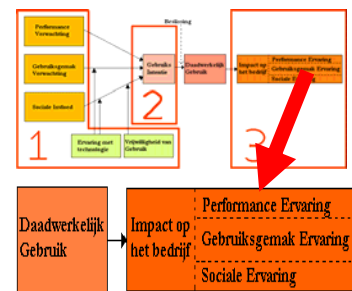 Performance
Verwachting
Gebruiksgemak
Verwachting
Sociale Invloed
Ervaring met
technologie
Vrijwilligheid van
Gebruik
Beslissing
Gebruiks
Intentie
Daadwerkelijk
Gebruik
Impact op
het bedrijf
Performance Ervaring
Gebruiksgemak Ervaring
Sociale Ervaring
1
2
3
Daadwerkelijk
Gebruik
Impact op
het bedrijf
Performance Ervaring
Gebruiksgemak Ervaring
Sociale Ervaring